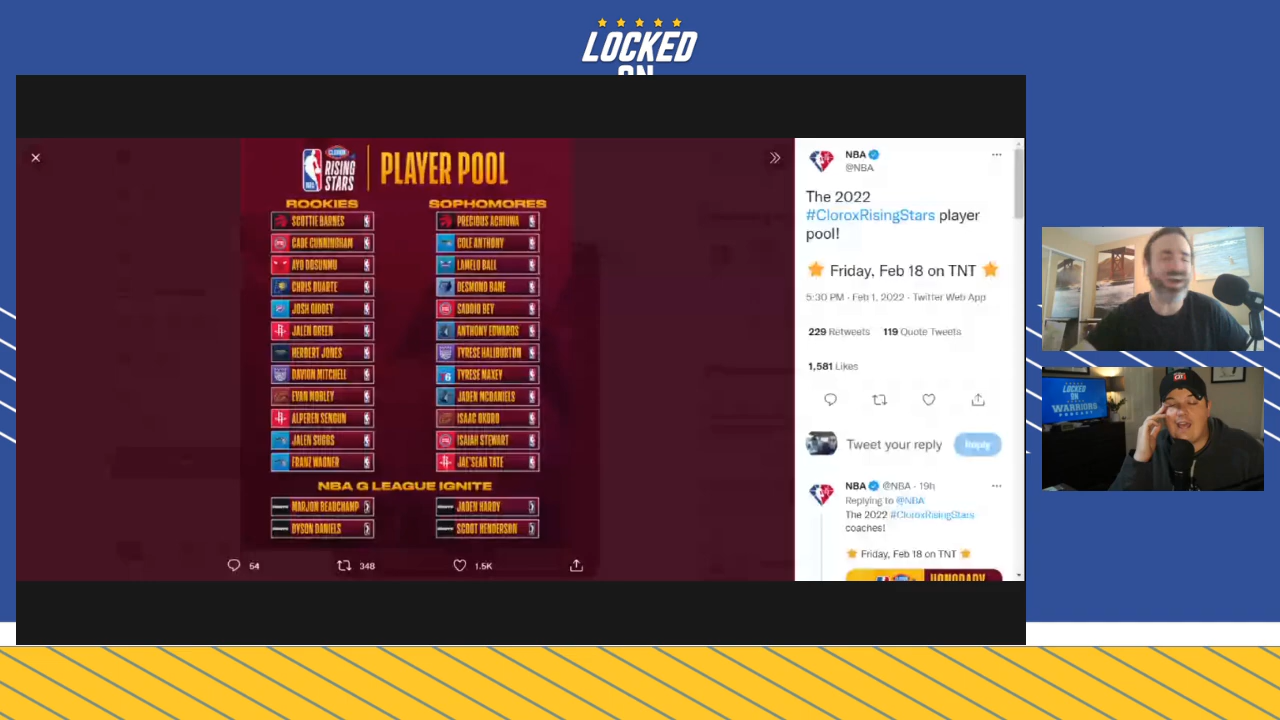 LOCKED
ON
CLOROX
RISING
STARS
NBA
PLAYER POOL
ROOKIES
SCOTTIE BARNES
CADE CUNNINGHAM
AYO DOSUNMU
CHRIS DUARTE
JOSH GIDDEY
JALEN GREEN
HERBERT JONES
DAVION MITCHELL
EVAN MOBLEY
ALPEREN SENGUN
JALEN SUGGS
FRANZ WAGNER
SOPHOMORES
PRECIOUS ACHIUWA
COLE ANTHONY
LAMELO BALL
DESMOND BANE
SADDIQ BEY
ANTHONY EDWARDS
TYRESE HALIBURTON
TYRESE MAXEY
JADEN MCDANIELS
ISAAC OKORO
ISAIAH STEWART
JAE'SEAN TATE
NBA G LEAGUE IGNITE
MARJON BEAUCHAMP
JADEN HARDY
DYSON DANIELS
SCOOT HENDERSON
54
348
1.5K
NBA
@NBA
The 2022
#CloroxRisingStars player
pool!
Friday, Feb 18 on TNT
5:30 PM · Feb 1, 2022 · Twitter Web App
229 Retweets 119 Quote Tweets
1,581 Likes
Tweet your reply
Reply
NBA @NBA · 19h
Replying to @NBA
The 2022 #CloroxRisingStars
coaches!
Friday, Feb 18 on TNT
HONORARY
LOCKED
ON
WARRIORS
PODCAST